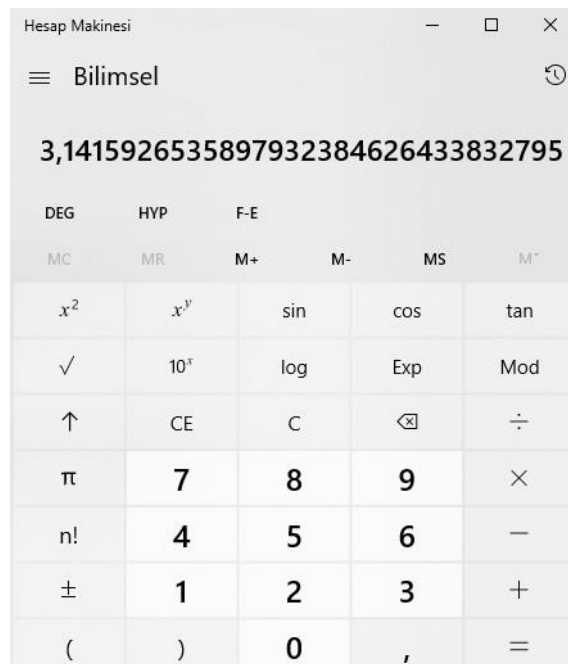 Hesap Makinesi
Bilimsel
3,1415926535897932384626433832795
DEG HYP F-E
MC MR M+ M- MS M˅
x² xʸ sin cos tan
√ 10ˣ log Exp Mod
↑ CE C ⌫ ÷
π 7 8 9 ×
n! 4 5 6 −
± 1 2 3 +
( ) 0 , =